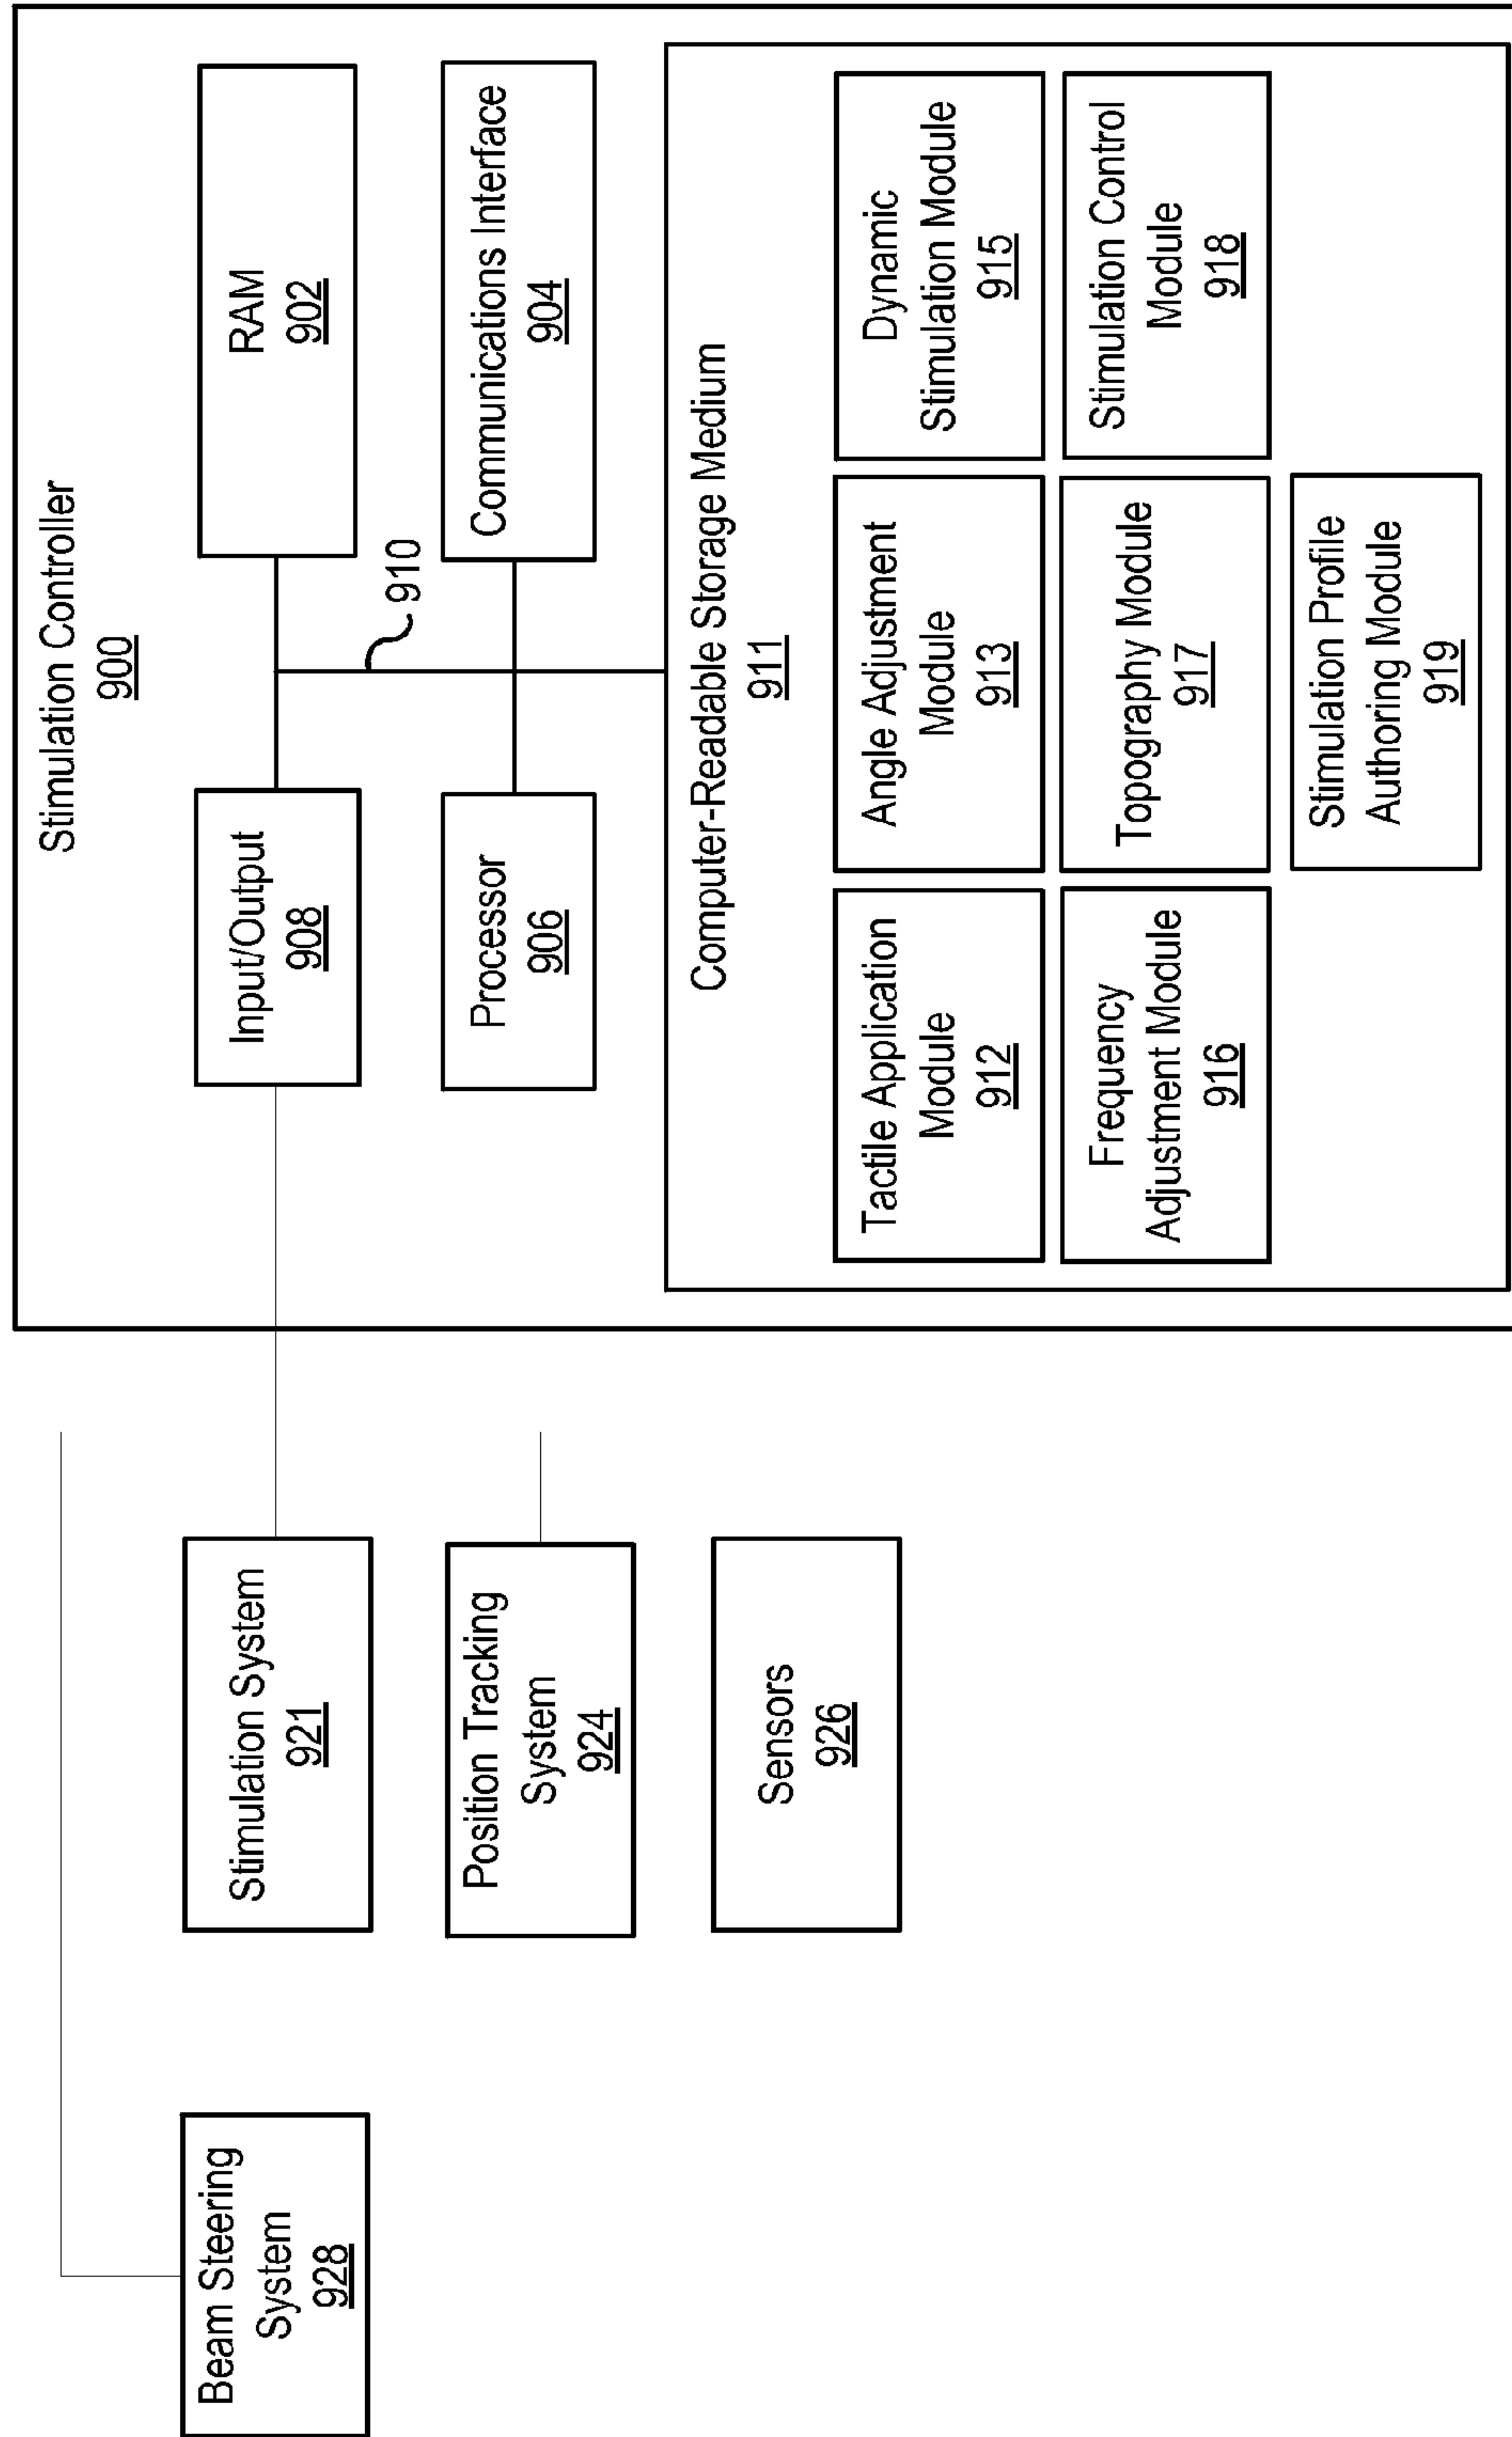 Stimulation Controller
900
RAM
902
Input/Output
908
910
Communications Interface
904
Processor
906
Computer-Readable Storage Medium
911
Tactile Application
Module
912
Angle Adjustment
Module
913
Dynamic
Stimulation Module
915
Frequency
Adjustment Module
916
Topography Module
917
Stimulation Control
Module
918
Stimulation Profile
Authoring Module
919
Beam Steering
System
928
Stimulation System
921
Position Tracking
System
924
Sensors
926